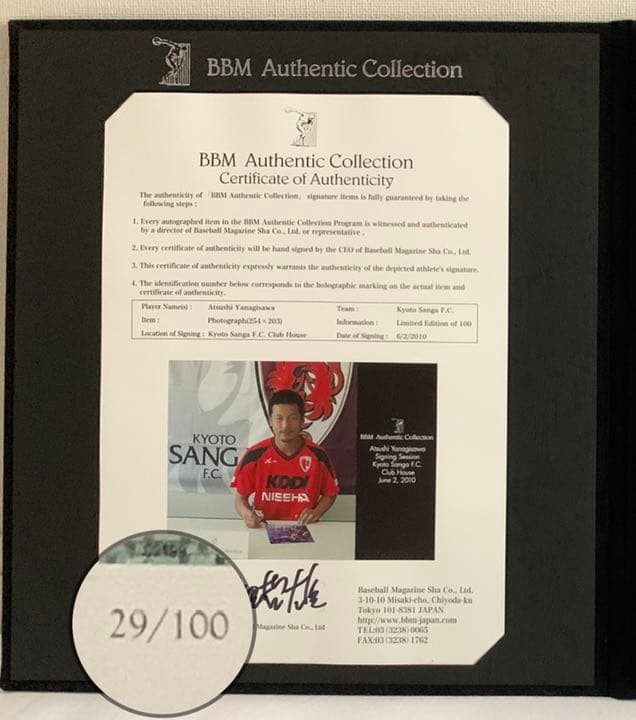 BBM Authentic Collection
BBM Authentic Collection
Certificate of Authenticity
The authenticity of 「BBM Authentic Collection」 signature items is fully guaranteed by taking the
following steps :
1. Every autographed item in the BBM Authentic Collection Program is witnessed and authenticated
by a director of Baseball Magazine Sha Co., Ltd. or representative .
2. Every certificate of authenticity will be hand signed by the CEO of Baseball Magazine Sha Co., Ltd.
3. This certificate of authenticity expressly warrants the authenticity of the depicted athlete's signature.
4. The identification number below corresponds to the holographic marking on the actual item and
certificate of authenticity.
Player Name(s) : Atsushi Yanagisawa Team : Kyoto Sanga F.C.
Item : Photograph(254×203) Information : Limited Edition of 100
Location of Signing : Kyoto Sanga F.C. Club House Date of Signing : 6/2/2010
KYOTO
SANG
F.C.
KDDI
NISSHA
BBM Authentic Collection
Atsushi Yanagisawa
Signing Session
Kyoto Sanga F.C.
Club House
June 2, 2010
29/100
Magazine Sha Co., Ltd
Baseball Magazine Sha Co., Ltd.
3-10-10 Misaki-cho, Chiyoda-ku
Tokyo 101-8381 JAPAN
http://www.bbm-japan.com
TEL:03 (3238) 0065
FAX:03 (3238) 1762